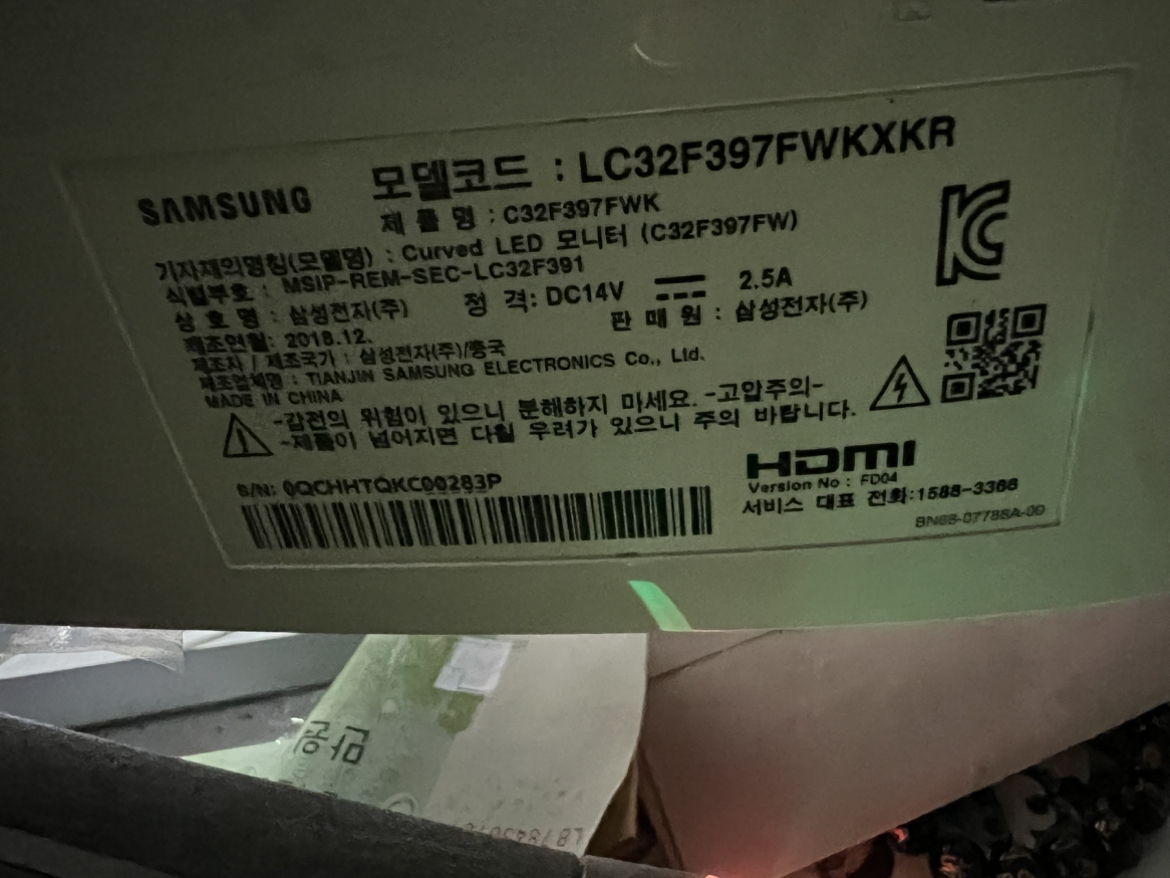 SAMSUNG
모델코드 : LC32F397FWKXKR
제 품 명 : C32F397FWK
기자재의명칭(모델명) : Curved LED 모니터 (C32F397FW)
식별부호 : MSIP-REM-SEC-LC32F391
상 호 명 : 삼성전자(주) 정 격: DC14V 2.5A
제조연월: 2018.12. 판 매 원 : 삼성전자(주)
제조자 / 제조국가 : 삼성전자(주)/중국
제조업체명 : TIANJIN SAMSUNG ELECTRONICS Co., Ltd.
MADE IN CHINA
-감전의 위험이 있으니 분해하지 마세요. -고압주의-
-제품이 넘어지면 다칠 우려가 있으니 주의 바랍니다.
S/N: 0QCHHTQKC00283P
HDMI
Version No : FD04
서비스 대표 전화:1588-3366
BN68-07788A-00